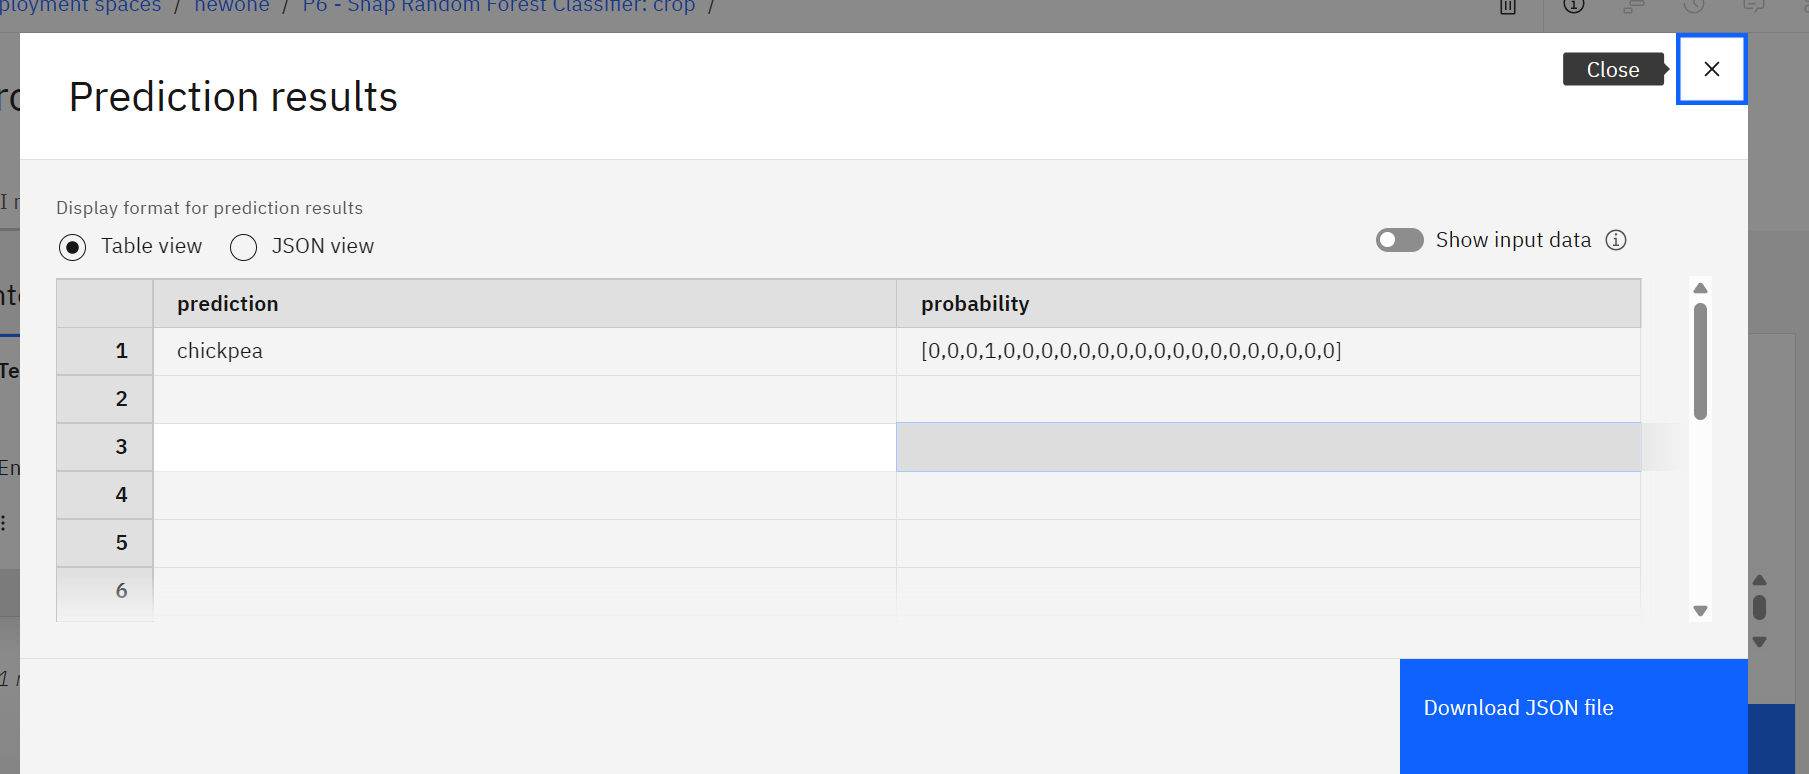 ployment spaces / newone / P6 - Snap Random Forest Classifier: crop /
Prediction results
Close
Display format for prediction results
Table view JSON view
Show input data
prediction probability
1 chickpea [0,0,0,1,0,0,0,0,0,0,0,0,0,0,0,0,0,0,0,0,0,0]
2
3
4
5
6
Te
En
Download JSON file